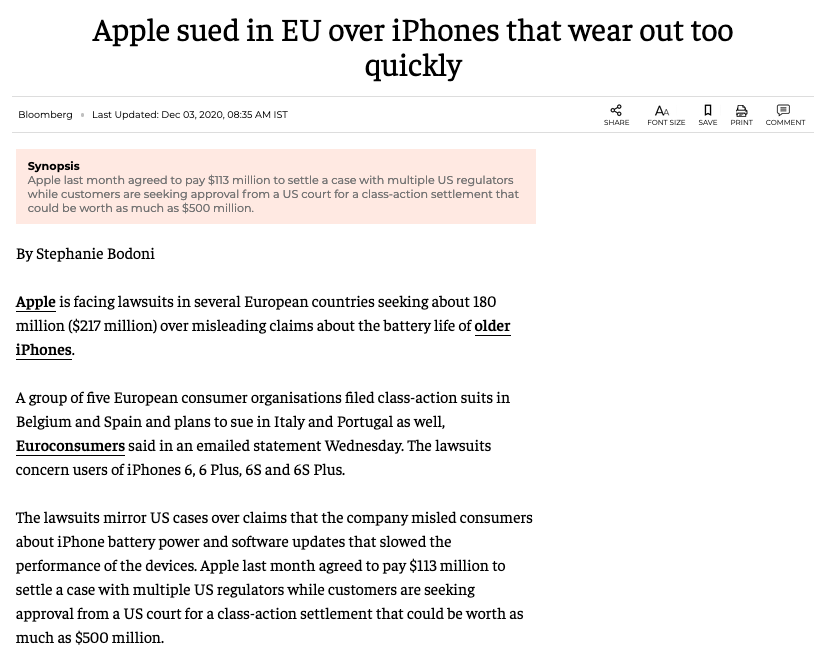 Apple sued in EU over iPhones that wear out too
quickly
Bloomberg Last Updated: Dec 03, 2020, 08:35 AM IST
SHARE FONT SIZE SAVE PRINT COMMENT
Synopsis
Apple last month agreed to pay $113 million to settle a case with multiple US regulators
while customers are seeking approval from a US court for a class-action settlement that
could be worth as much as $500 million.
By Stephanie Bodoni
Apple is facing lawsuits in several European countries seeking about 180
million ($217 million) over misleading claims about the battery life of older
iPhones.
A group of five European consumer organisations filed class-action suits in
Belgium and Spain and plans to sue in Italy and Portugal as well,
Euroconsumers said in an emailed statement Wednesday. The lawsuits
concern users of iPhones 6, 6 Plus, 6S and 6S Plus.
The lawsuits mirror US cases over claims that the company misled consumers
about iPhone battery power and software updates that slowed the
performance of the devices. Apple last month agreed to pay $113 million to
settle a case with multiple US regulators while customers are seeking
approval from a US court for a class-action settlement that could be worth as
much as $500 million.